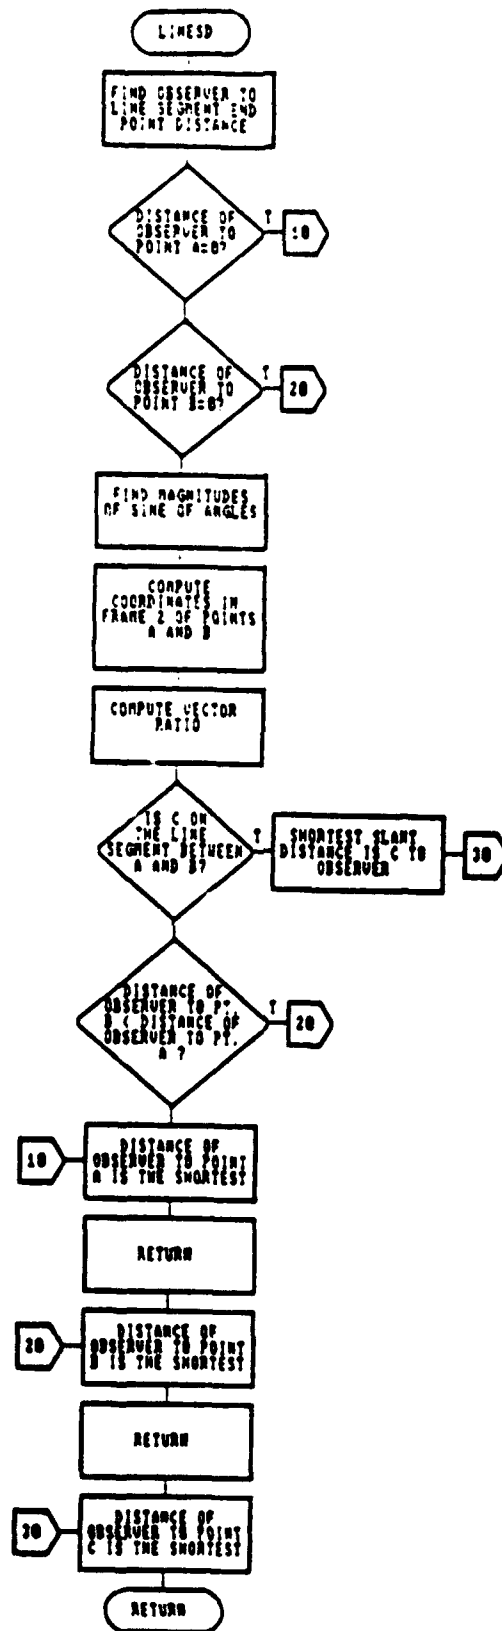 LINESD
FIND OBSERVER TO
LINE SEGMENT END
POINT DISTANCE
DISTANCE OF
OBSERVER TO
POINT A=0?
T
10
DISTANCE OF
OBSERVER TO
POINT B=0?
T
20
FIND MAGNITUDES
OF SINE OF ANGLES
COMPUTE
COORDINATES IN
FRAME 2 OF POINTS
A AND B
COMPUTE VECTOR
RATIO
IS C ON
THE LINE
SEGMENT BETWEEN
A AND B?
T
SHORTEST SLANT
DISTANCE IS C TO
OBSERVER
30
DISTANCE OF
OBSERVER TO PT.
B < DISTANCE OF
OBSERVER TO PT.
A ?
T
20
10
DISTANCE OF
OBSERVER TO POINT
A IS THE SHORTEST
RETURN
20
DISTANCE OF
OBSERVER TO POINT
B IS THE SHORTEST
RETURN
30
DISTANCE OF
OBSERVER TO POINT
C IS THE SHORTEST
RETURN